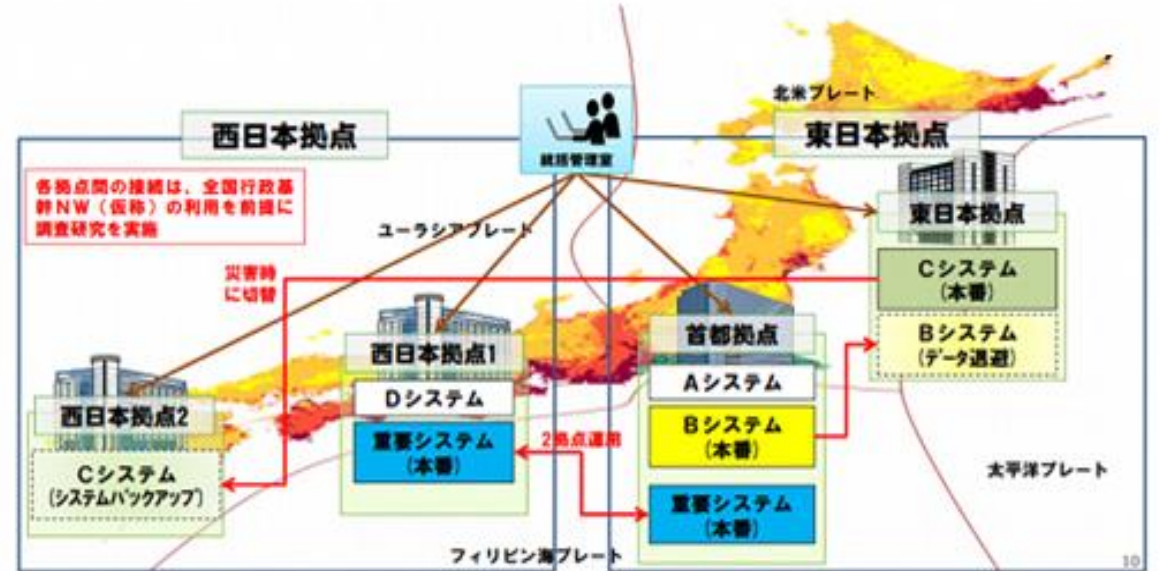 北米プレート
西日本拠点
統括管理室
東日本拠点
各拠点間の接続は、全国行政基
幹NW(仮称)の利用を前提に
調査研究を実施
ユーラシアプレート
東日本拠点
Cシステム
(本番)
Bシステム
(データ退避)
災害時
に切替
西日本拠点1
Dシステム
重要システム
(本番)
首都拠点
Aシステム
Bシステム
(本番)
重要システム
(本番)
2拠点運用
西日本拠点2
Cシステム
(システムバックアップ)
太平洋プレート
フィリピン海プレート
10